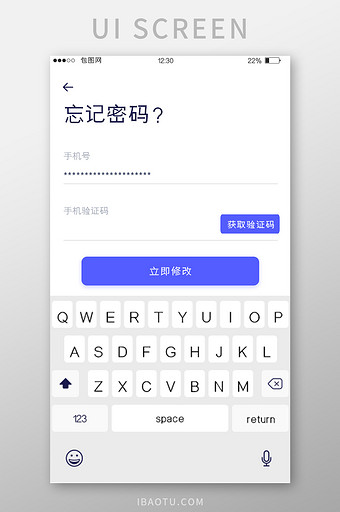 UI SCREEN
包图网 12:30 22%
忘记密码？
手机号
*********************
手机验证码
获取验证码
立即修改
Q W E R T Y U I O P
A S D F G H J K L
Z X C V B N M
123 space return
IBAOTU.COM